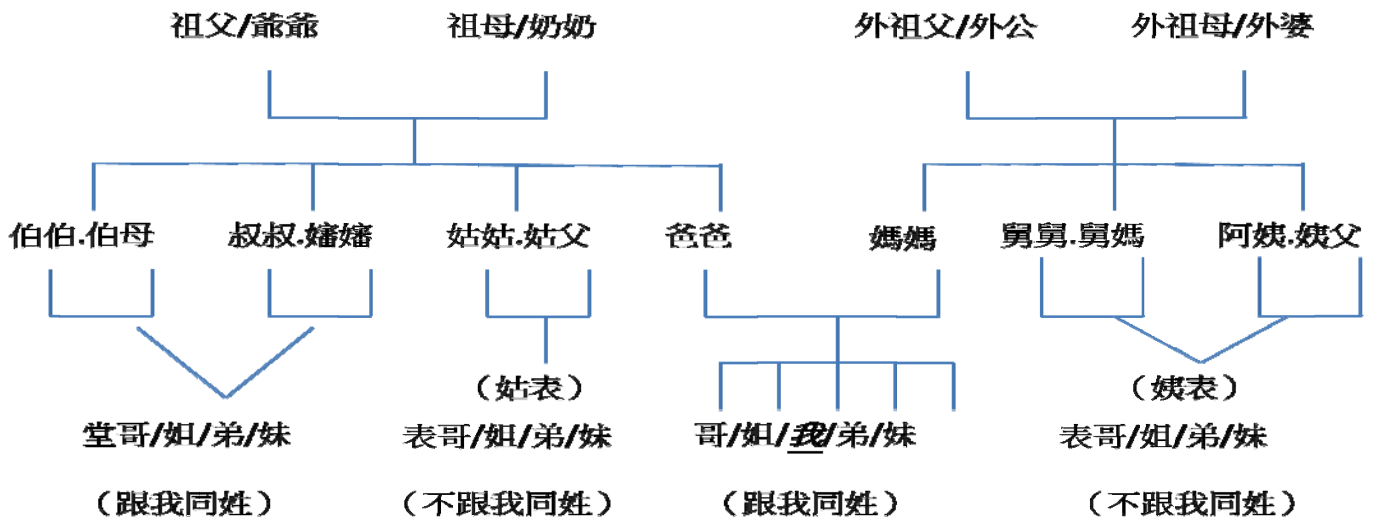 祖父/爺爺 祖母/奶奶 外祖父/外公 外祖母/外婆
伯伯.伯母 叔叔.嬸嬸 姑姑.姑父 爸爸 媽媽 舅舅.舅媽 阿姨.姨父
（姑表） （姨表）
堂哥/姐/弟/妹 表哥/姐/弟/妹 哥/姐/我/弟/妹 表哥/姐/弟/妹
（跟我同姓） （不跟我同姓） （跟我同姓） （不跟我同姓）